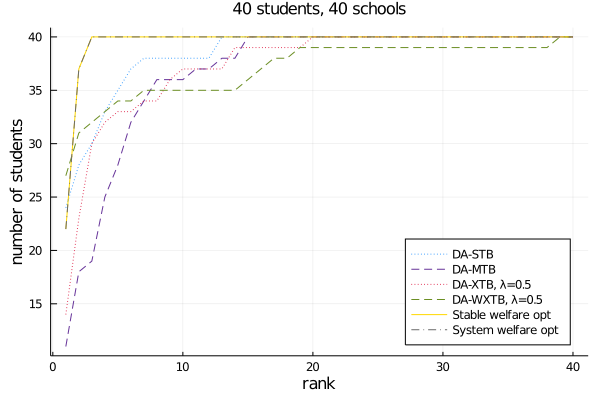 40 students, 40 schools
number of students
40
35
30
25
20
15
0
10
20
30
40
rank
DA-STB
DA-MTB
DA-XTB, λ=0.5
DA-WXTB, λ=0.5
Stable welfare opt
System welfare opt